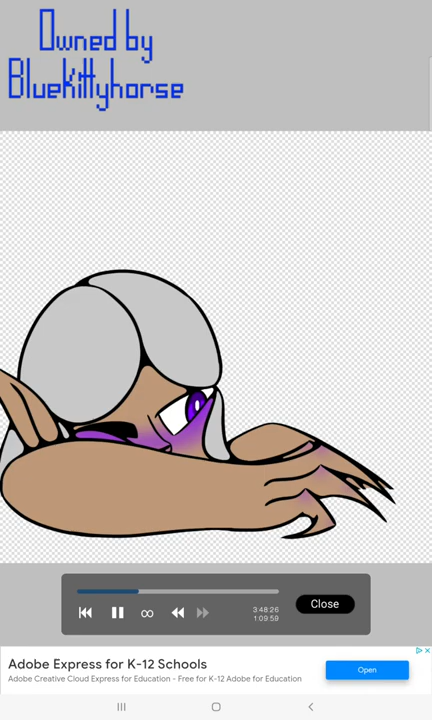 Owned by
Bluekittyhorse
3:48:26
1:09:59
Close
Adobe Express for K-12 Schools
Adobe Creative Cloud Express for Education - Free for K-12 Adobe for Education
Open